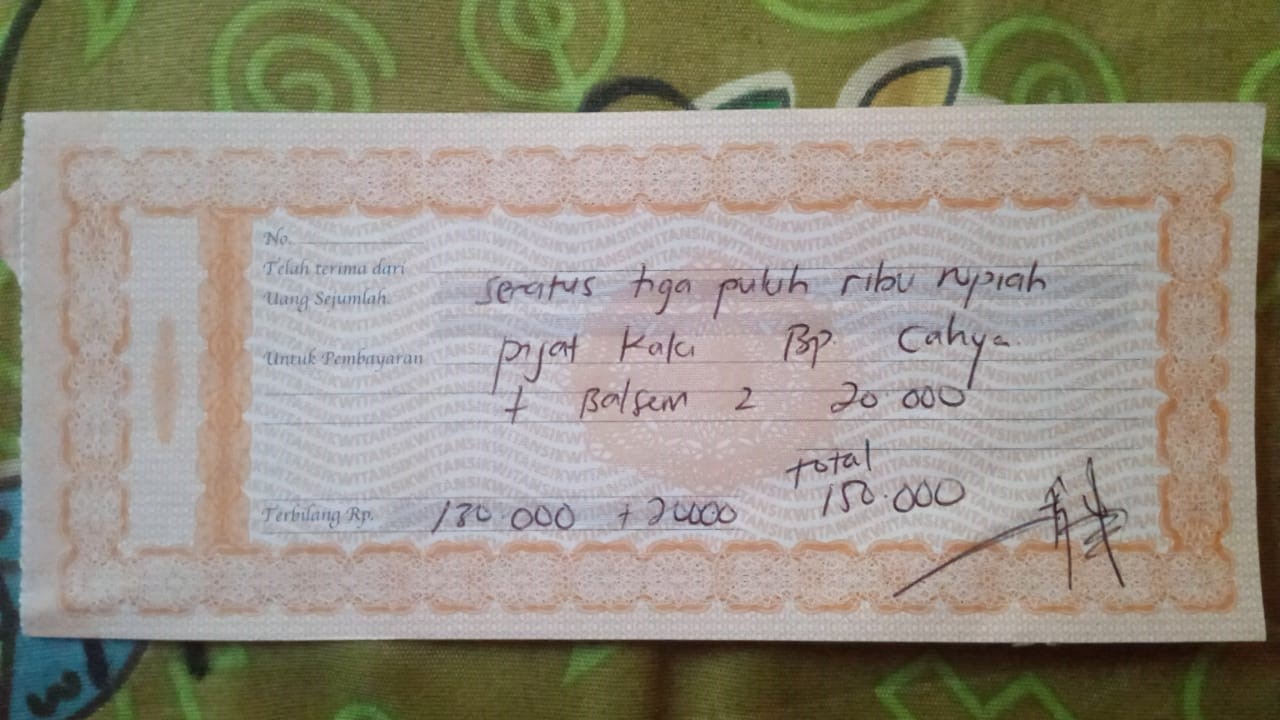 No.
Telah terima dari
Uang Sejumlah. seratus tiga puluh ribu rupiah
Untuk Pembayaran pijat Kaki Bp. Cahya.
+ Balsem 2 20 000
total
150.000
Terbilang Rp. 130.000 + 20000